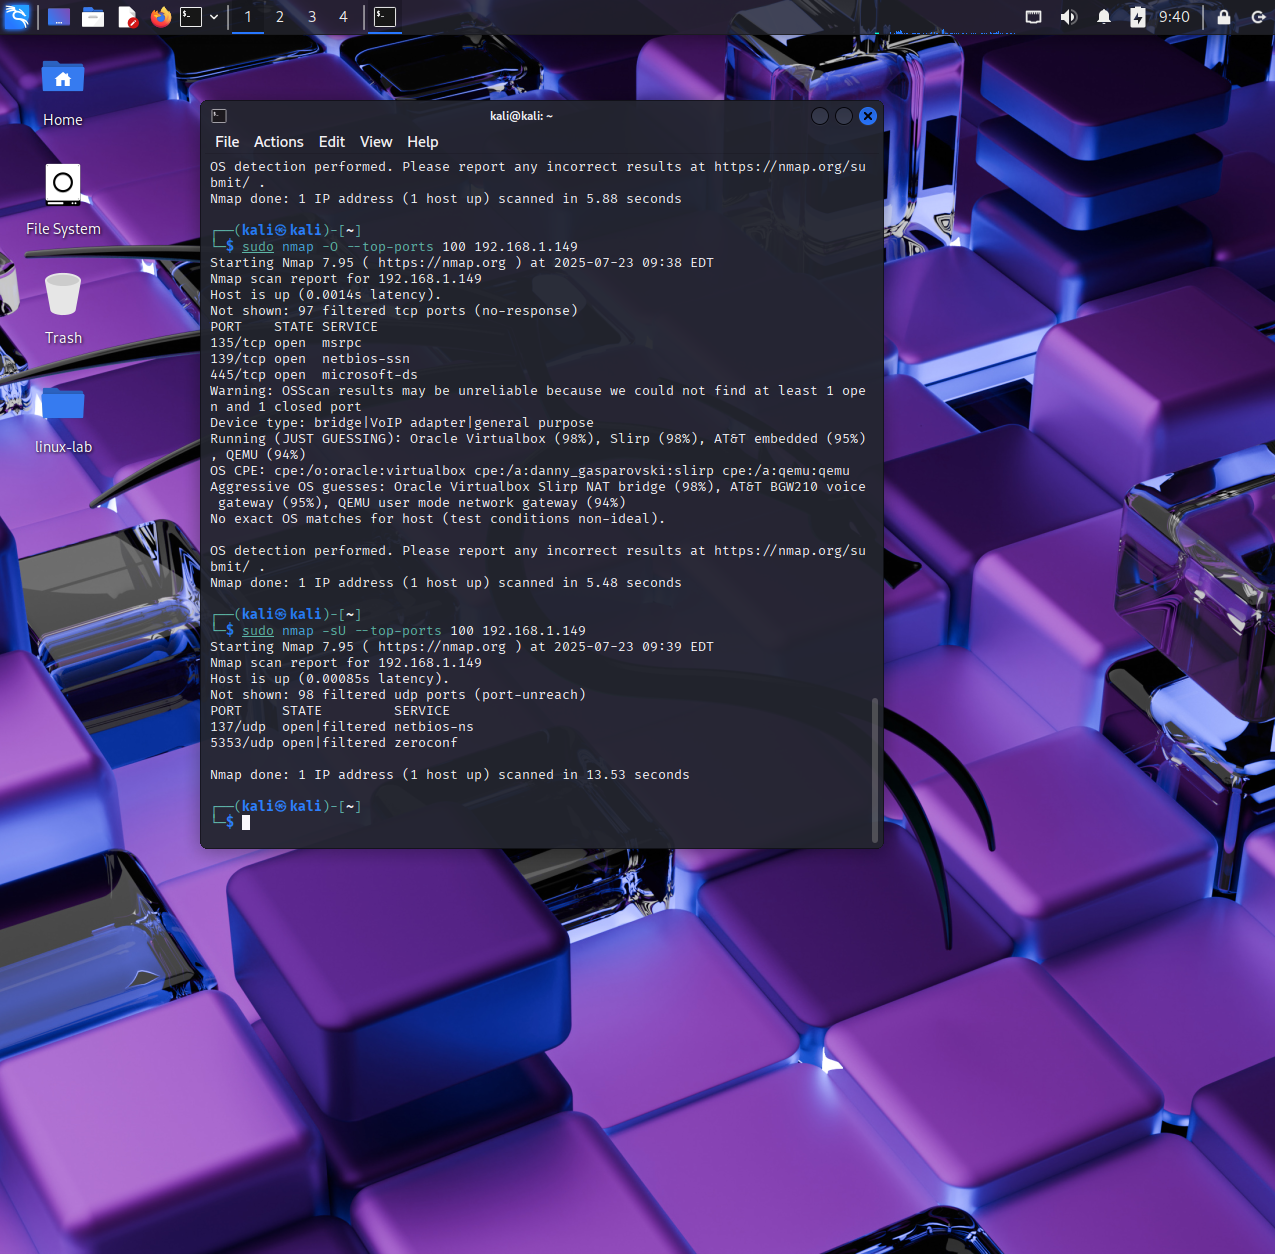 1 2 3 4
9:40
Home
File System
Trash
linux-lab
kali@kali: ~
File Actions Edit View Help
OS detection performed. Please report any incorrect results at https://nmap.org/su
bmit/ .
Nmap done: 1 IP address (1 host up) scanned in 5.88 seconds
┌──(kali㉿kali)-[~]
└─$ sudo nmap -O --top-ports 100 192.168.1.149
Starting Nmap 7.95 ( https://nmap.org ) at 2025-07-23 09:38 EDT
Nmap scan report for 192.168.1.149
Host is up (0.0014s latency).
Not shown: 97 filtered tcp ports (no-response)
PORT    STATE SERVICE
135/tcp open  msrpc
139/tcp open  netbios-ssn
445/tcp open  microsoft-ds
Warning: OSScan results may be unreliable because we could not find at least 1 ope
n and 1 closed port
Device type: bridge|VoIP adapter|general purpose
Running (JUST GUESSING): Oracle Virtualbox (98%), Slirp (98%), AT&T embedded (95%)
, QEMU (94%)
OS CPE: cpe:/o:oracle:virtualbox cpe:/a:danny_gasparovski:slirp cpe:/a:qemu:qemu
Aggressive OS guesses: Oracle Virtualbox Slirp NAT bridge (98%), AT&T BGW210 voice
 gateway (95%), QEMU user mode network gateway (94%)
No exact OS matches for host (test conditions non-ideal).
OS detection performed. Please report any incorrect results at https://nmap.org/su
bmit/ .
Nmap done: 1 IP address (1 host up) scanned in 5.48 seconds
┌──(kali㉿kali)-[~]
└─$ sudo nmap -sU --top-ports 100 192.168.1.149
Starting Nmap 7.95 ( https://nmap.org ) at 2025-07-23 09:39 EDT
Nmap scan report for 192.168.1.149
Host is up (0.00085s latency).
Not shown: 98 filtered udp ports (port-unreach)
PORT     STATE         SERVICE
137/udp  open|filtered netbios-ns
5353/udp open|filtered zeroconf
Nmap done: 1 IP address (1 host up) scanned in 13.53 seconds
┌──(kali㉿kali)-[~]
└─$